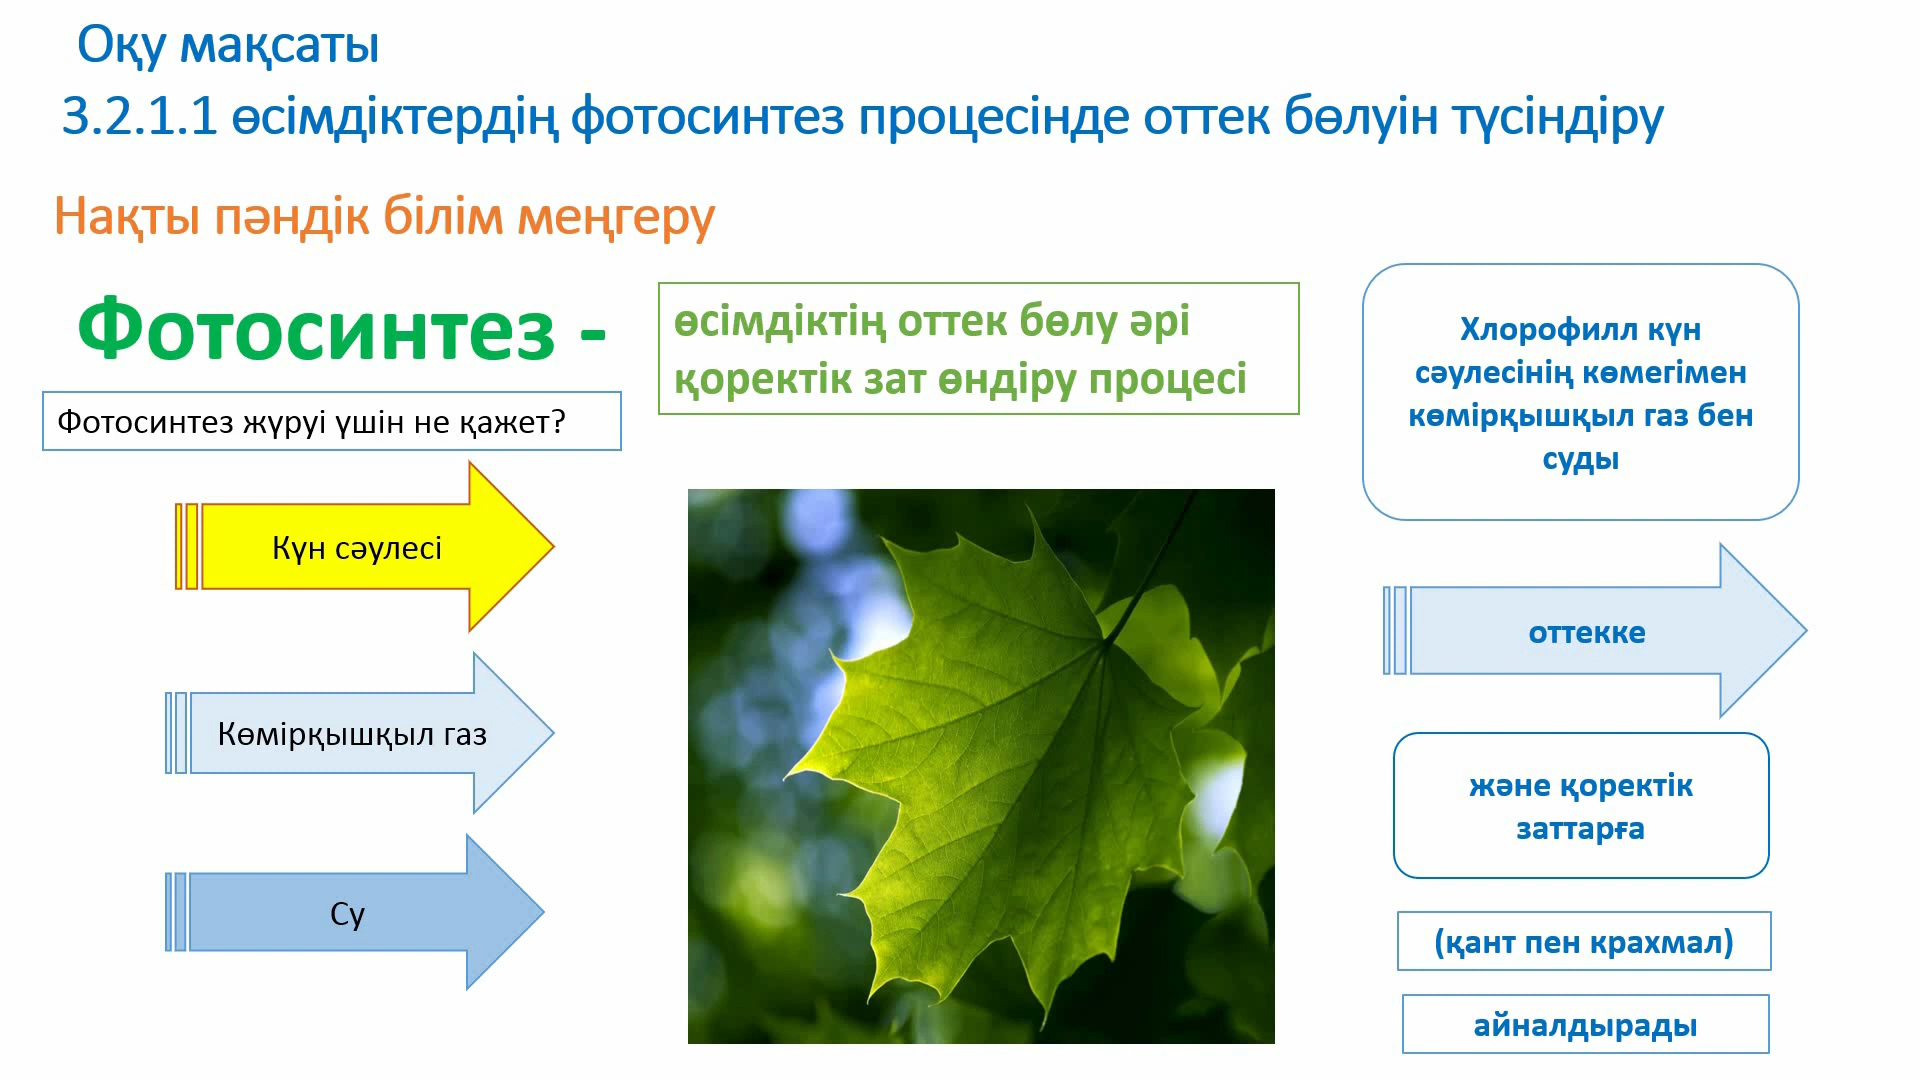 Оқу мақсаты
3.2.1.1 өсімдіктердің фотосинтез процесінде оттек бөлуін түсіндіру
Нақты пәндік білім меңгеру
Фотосинтез -
өсімдіктің оттек бөлу әрі
қоректік зат өндіру процесі
Фотосинтез жүруі үшін не қажет?
Күн сәулесі
Көмірқышқыл газ
Су
Хлорофилл күн
сәулесінің көмегімен
көмірқышқыл газ бен
суды
оттекке
және қоректік
заттарға
(қант пен крахмал)
айналдырады